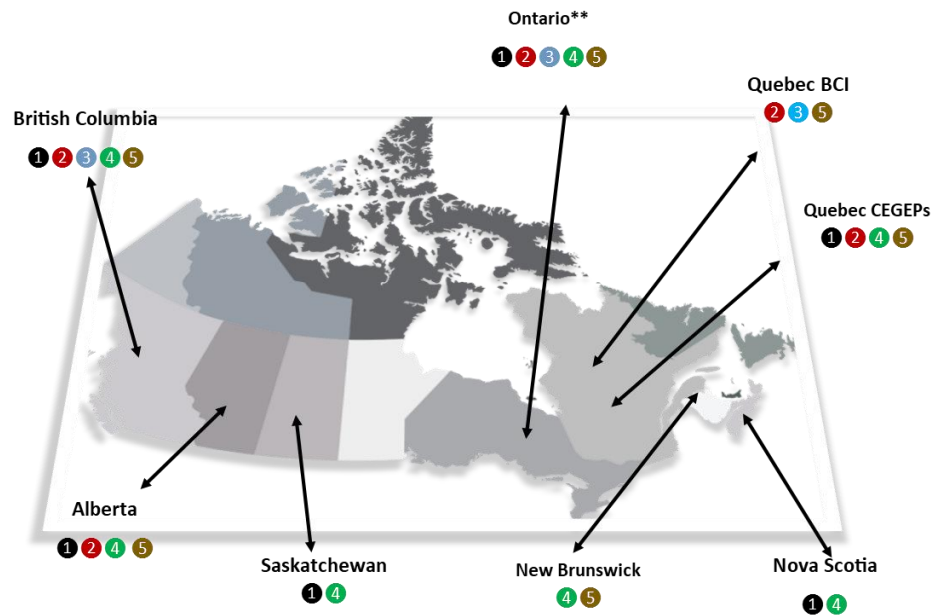 Ontario**
1 2 3 4 5
Quebec BCI
2 3 5
British Columbia
1 2 3 4 5
Quebec CEGEPs
1 2 4 5
Alberta
1 2 4 5
Saskatchewan
1 4
New Brunswick
4 5
Nova Scotia
1 4